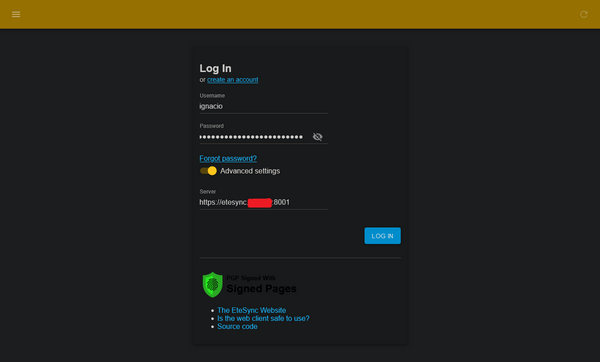 Log In
or create an account
Username
ignacio
Password
Forgot password?
Advanced settings
Server
https://etesync. :8001
LOG IN
PGP Signed With
Signed Pages
The EteSync Website
Is the web client safe to use?
Source code